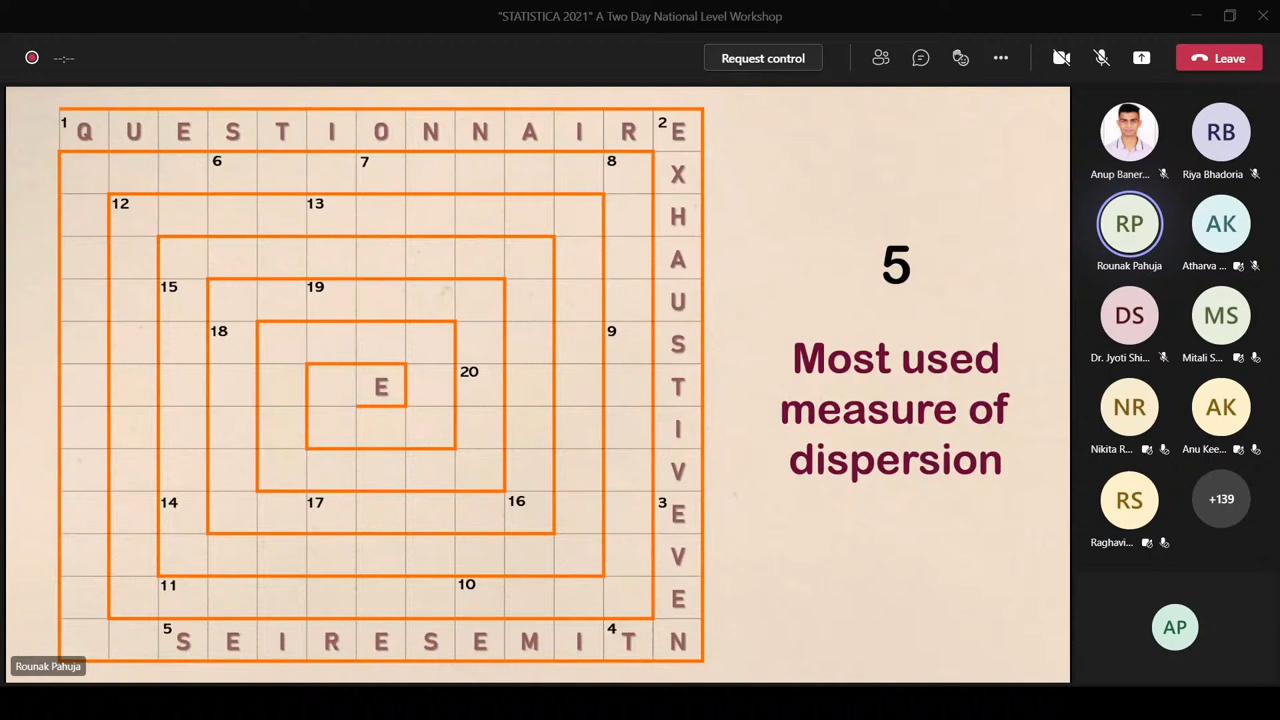 "STATISTICA 2021" A Two Day National Level Workshop
--:--
Request control
Leave
1 Q U E S T I O N N A I R 2 E
6 7 8 X
12 13 H
A
15 19 U
18 9 S
E 20 T
I
V
14 17 16 3 E
V
11 10 E
5 S E I R E S E M I 4 T N
5
Most used
measure of
dispersion
Rounak Pahuja
Anup Baner...
RB
Riya Bhadoria
RP
Rounak Pahuja
AK
Atharva ...
DS
Dr. Jyoti Shi...
MS
Mitali S...
NR
Nikita R...
AK
Anu Kee...
RS
Raghavi...
+139
AP